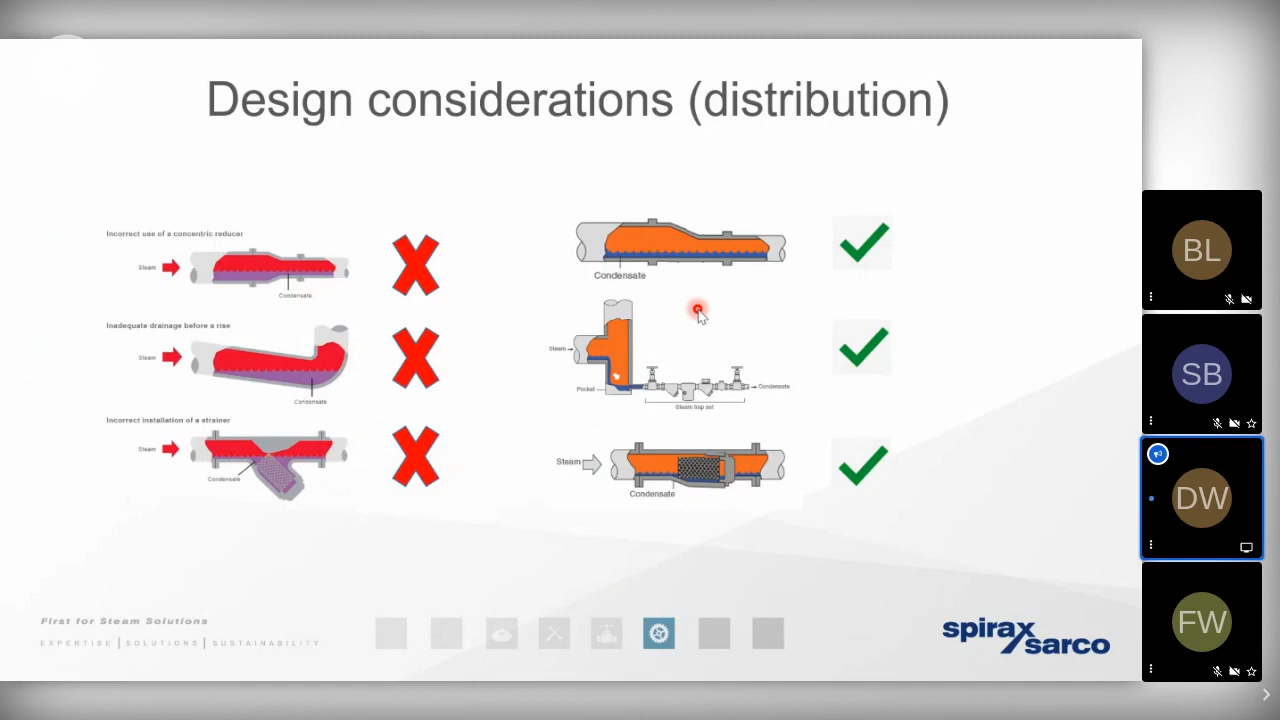 Design considerations (distribution)
Incorrect use of a concentric reducer
Steam
Condensate
Inadequate drainage before a rise
Steam
Condensate
Incorrect installation of a strainer
Steam
Condensate
Condensate
Steam
Pocket
Condensate
Steam trap set
Steam
Condensate
First for Steam Solutions
EXPERTISE | SOLUTIONS | SUSTAINABILITY
spirax
sarco
BL
SB
DW
FW